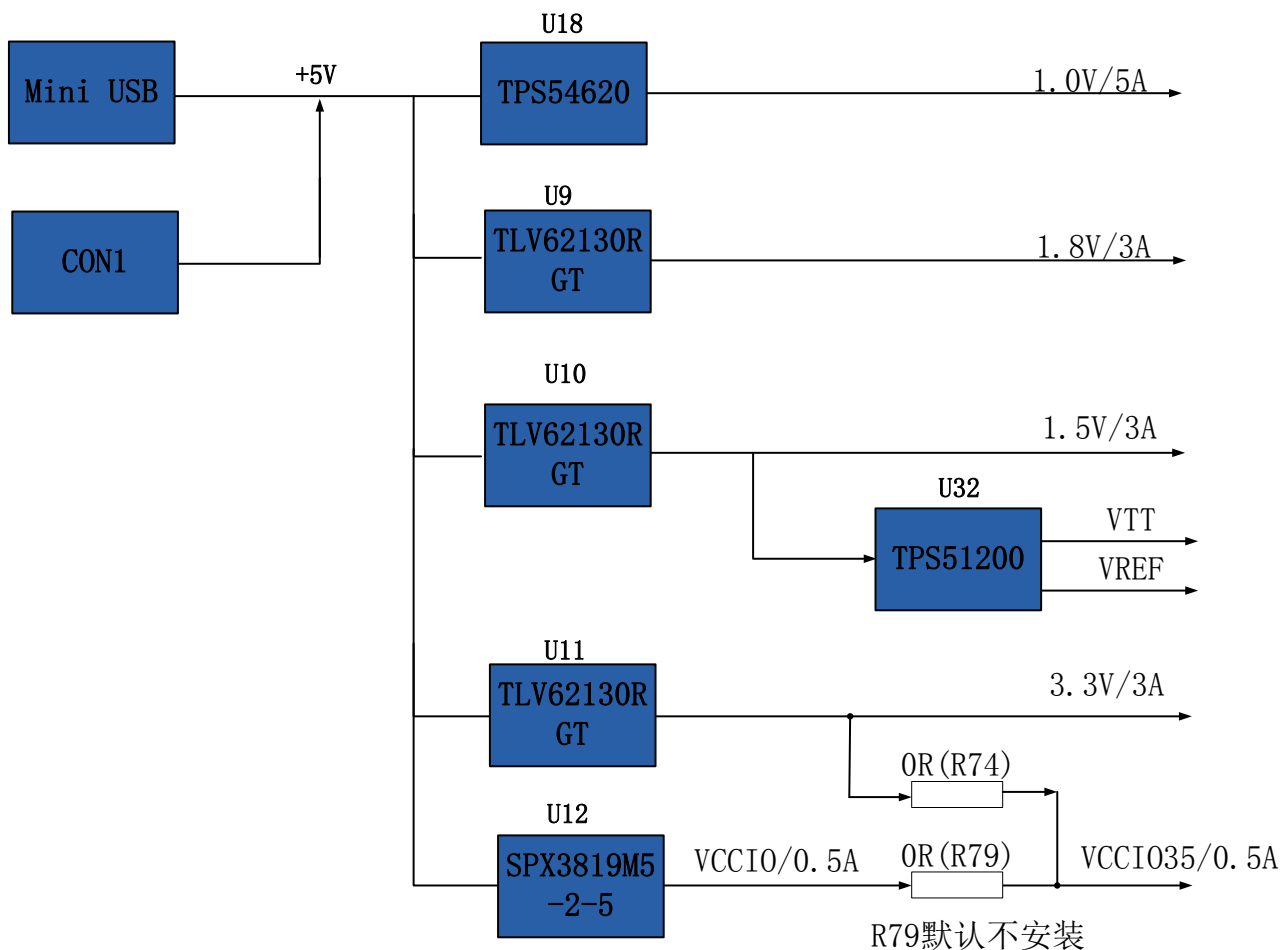 U18
Mini USB
+5V
TPS54620
1.0V/5A
U9
CON1
TLV62130R
GT
1.8V/3A
U10
TLV62130R
GT
1.5V/3A
U32
TPS51200
VTT
VREF
U11
TLV62130R
GT
3.3V/3A
0R(R74)
U12
SPX3819M5
-2-5
VCCIO/0.5A
0R(R79)
VCCIO35/0.5A
R79默认不安装